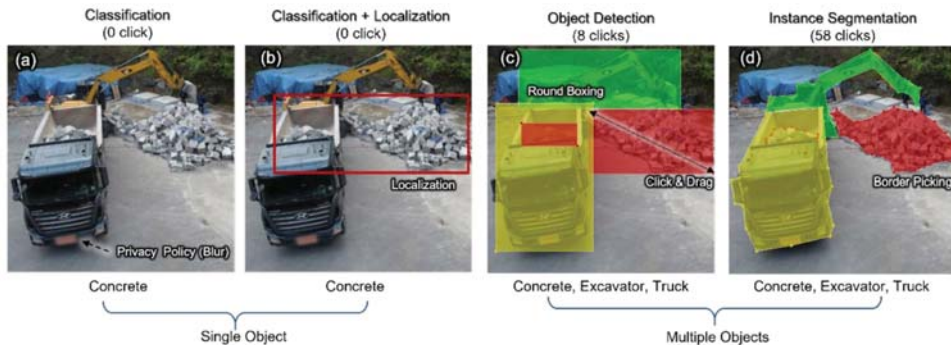 Classification
(0 click)
Classification + Localization
(0 click)
Object Detection
(8 clicks)
Instance Segmentation
(58 clicks)
(a)
Privacy Policy (Blur)
(b)
Localization
(c)
Round Boxing
Click & Drag
(d)
Border Picking
Concrete
Concrete
Concrete, Excavator, Truck
Concrete, Excavator, Truck
Single Object
Multiple Objects